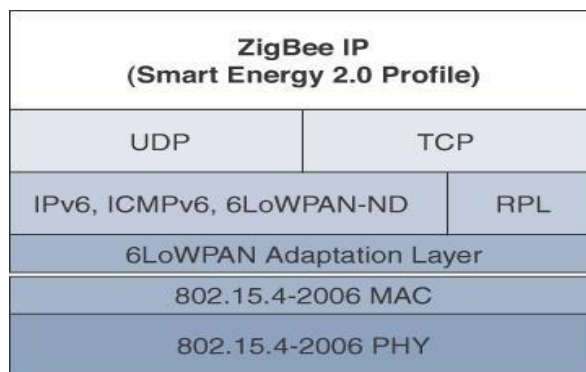 ZigBee IP
(Smart Energy 2.0 Profile)
UDP
TCP
IPv6, ICMPv6, 6LoWPAN-ND
RPL
6LoWPAN Adaptation Layer
802.15.4-2006 MAC
802.15.4-2006 PHY